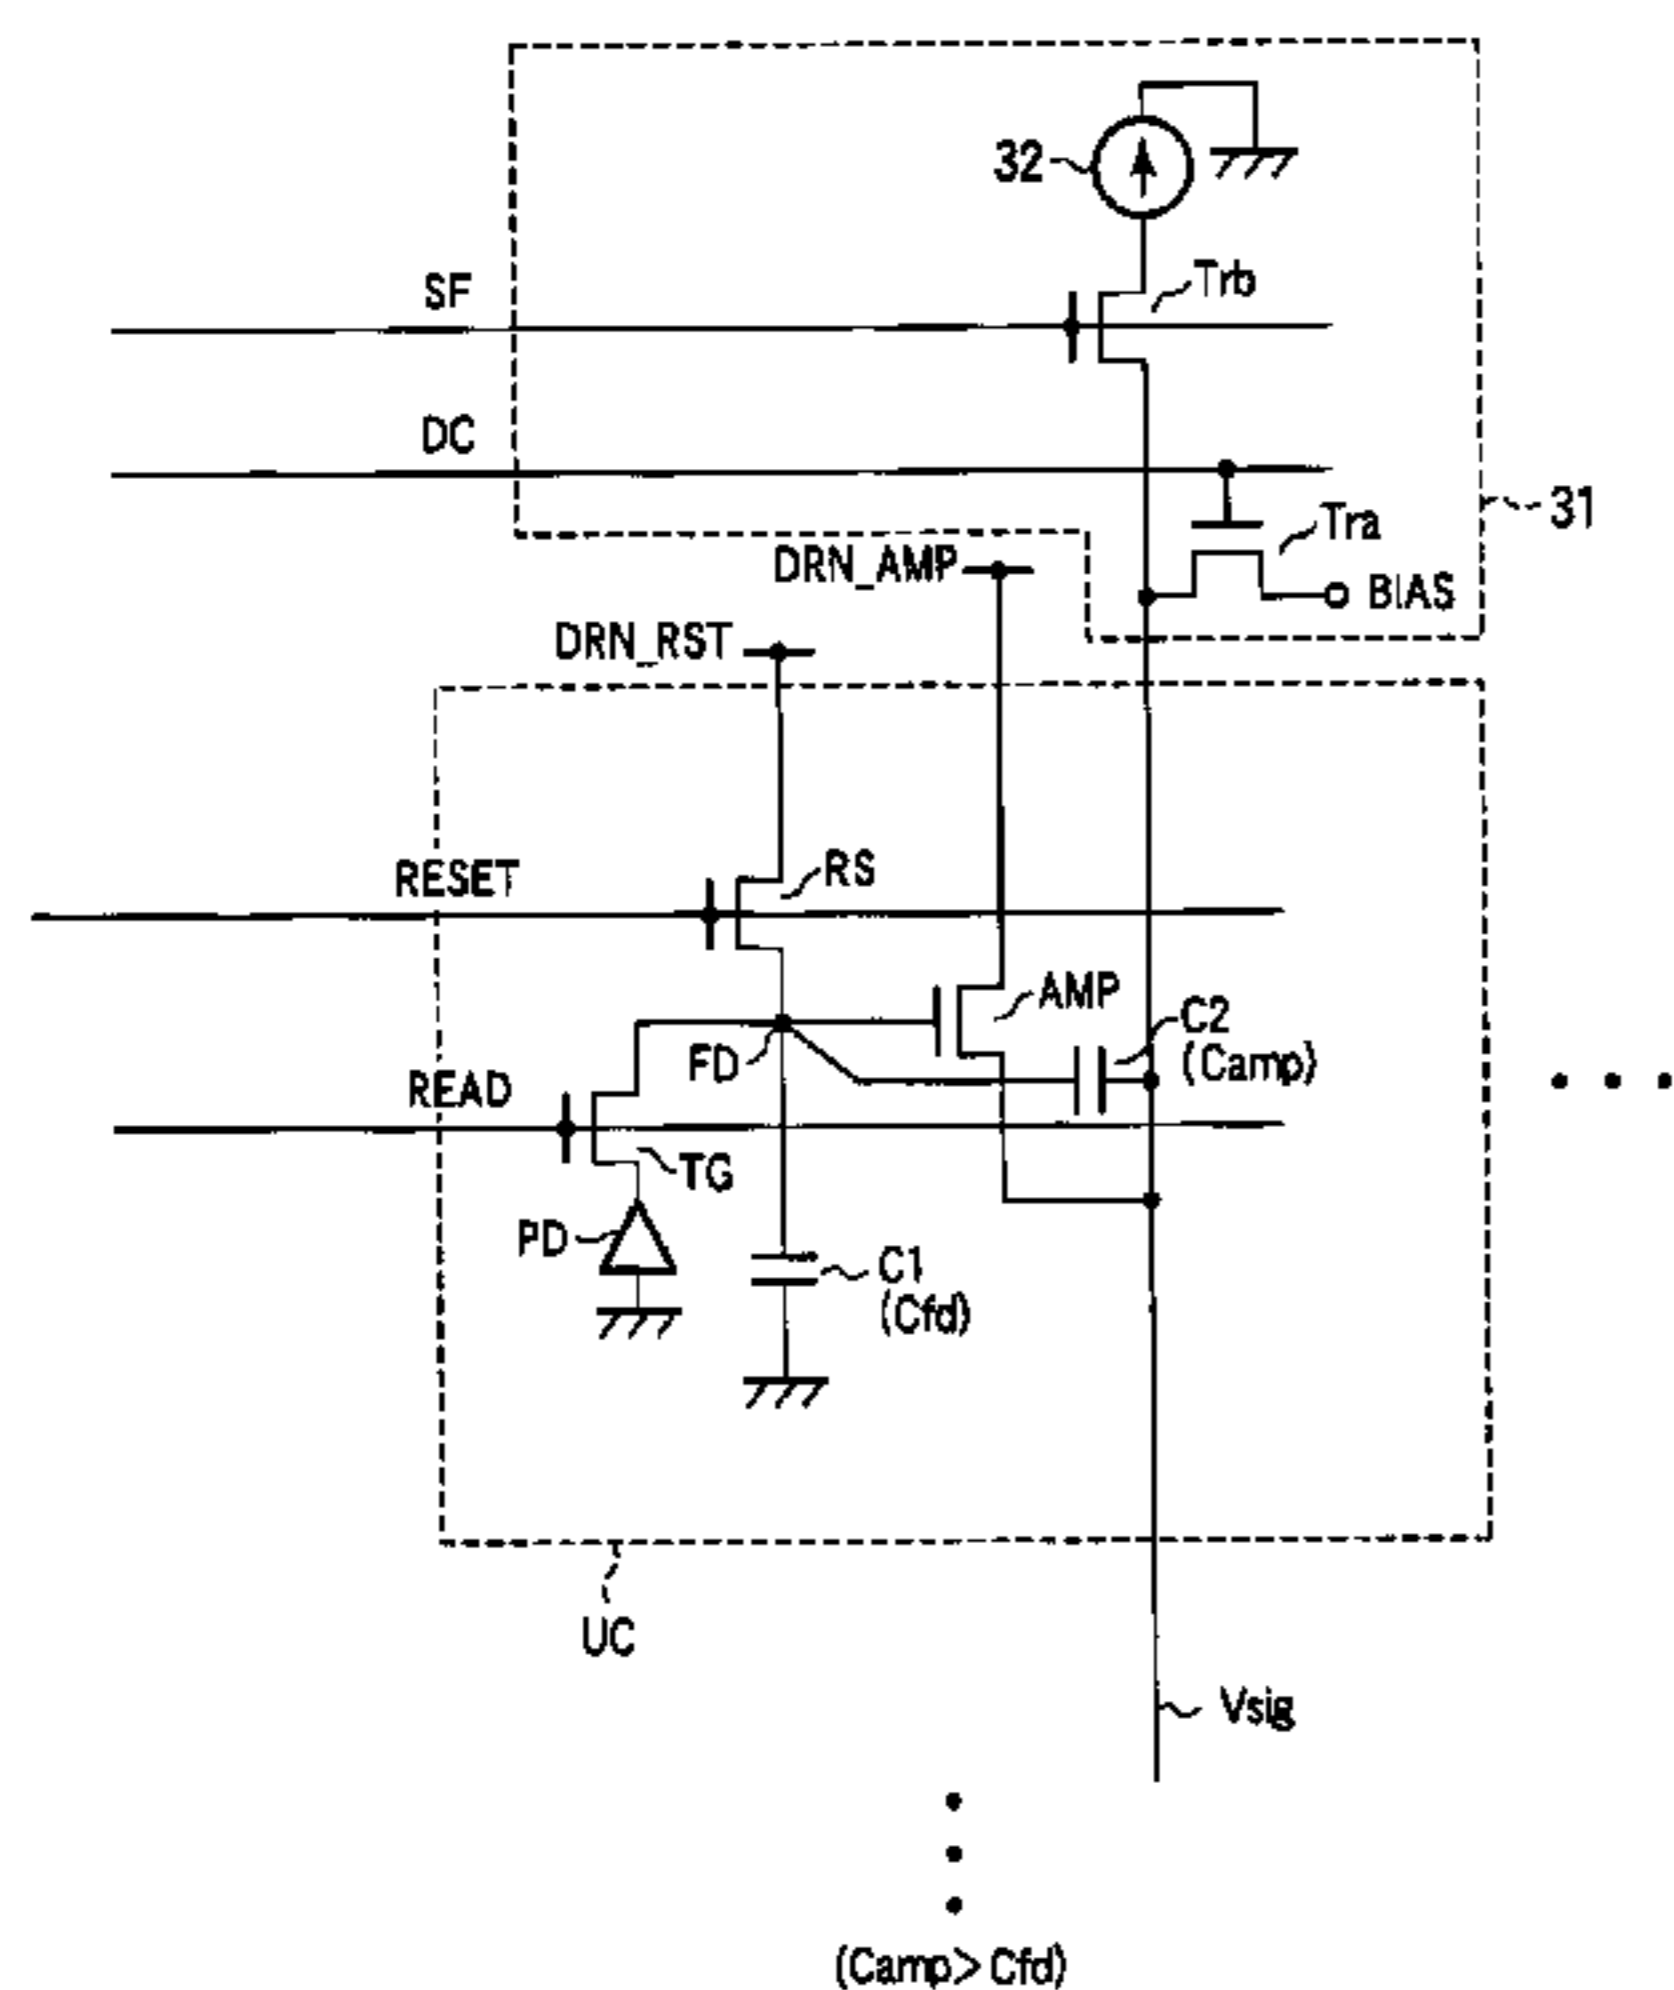 32
Trb
SF
DC
31
Tra
DRN_AMP
BIAS
DRN_RST
RESET
RS
AMP
C2
(Camp)
FD
READ
TG
PD
C1
(Cfd)
UC
Vsig
(Camp>Cfd)